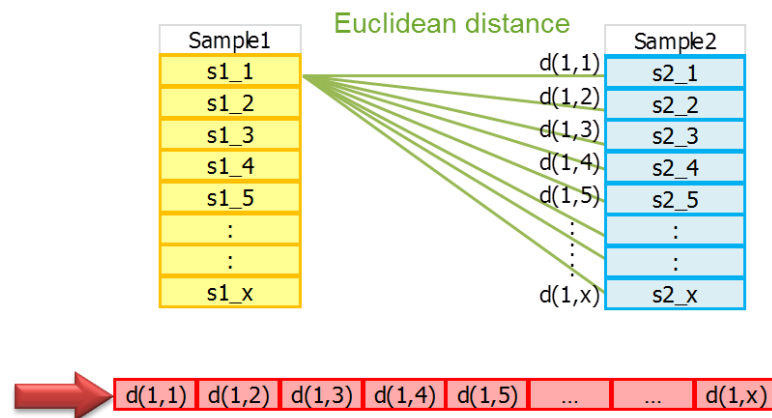 Euclidean distance
Sample1
s1_1
s1_2
s1_3
s1_4
s1_5
:
:
s1_x
d(1,1)
d(1,2)
d(1,3)
d(1,4)
d(1,5)
:
:
d(1,x)
Sample2
s2_1
s2_2
s2_3
s2_4
s2_5
:
:
s2_x
d(1,1) d(1,2) d(1,3) d(1,4) d(1,5) ... ... d(1,x)